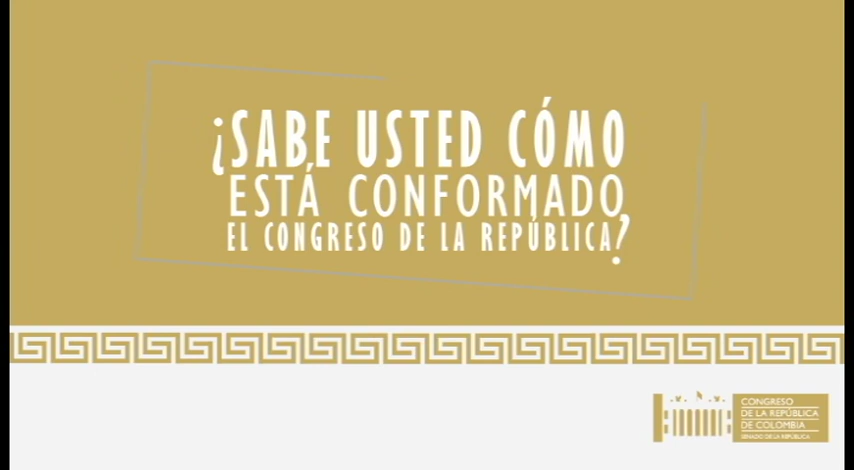 ¿SABE USTED CÓMO
ESTÁ CONFORMADO
EL CONGRESO DE LA REPÚBLICA?
CONGRESO
DE LA REPÚBLICA
DE COLOMBIA
SENADO DE LA REPÚBLICA